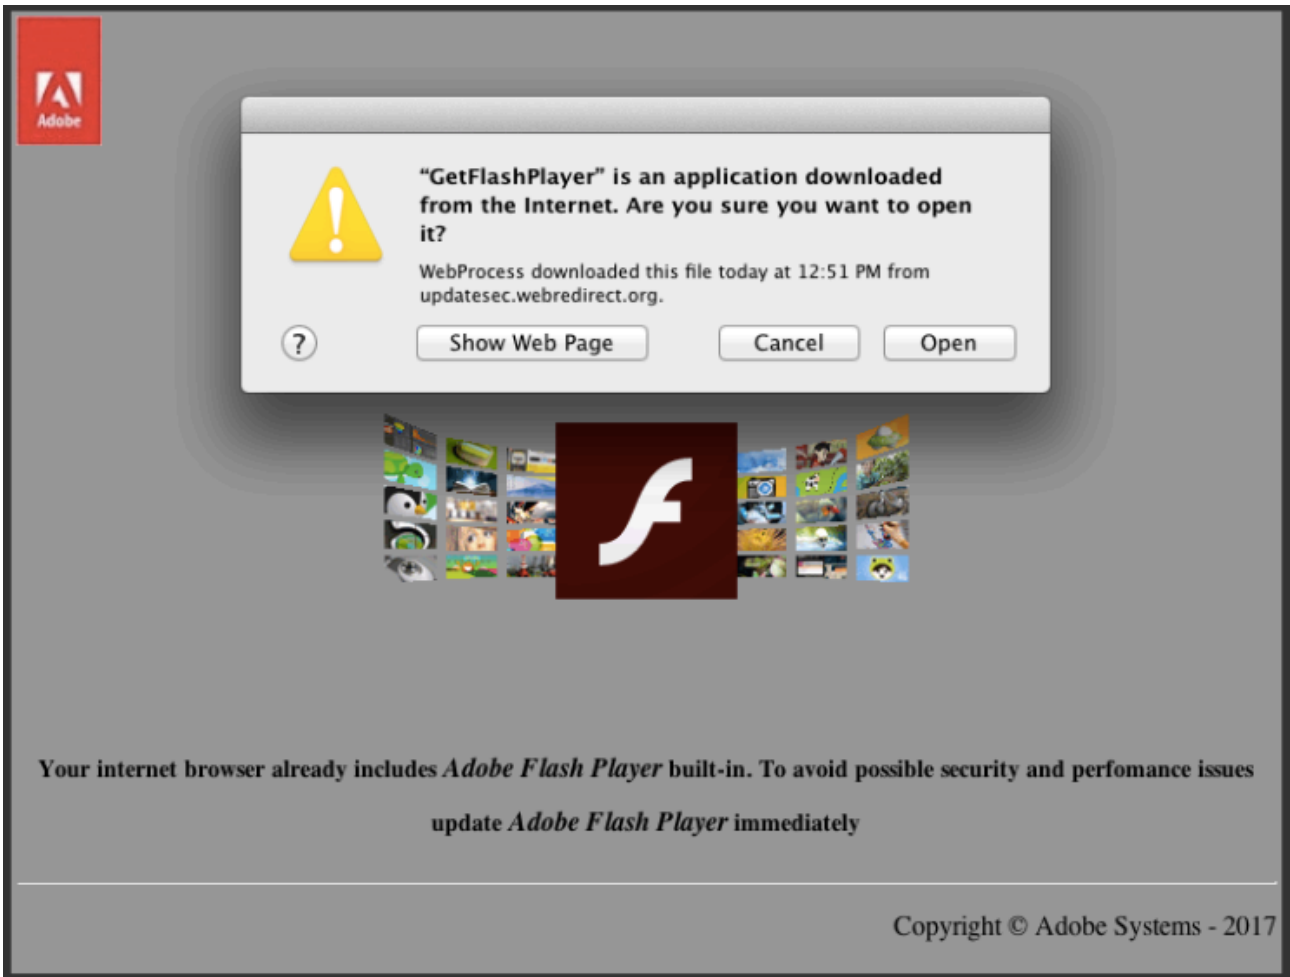 Adobe
“GetFlashPlayer” is an application downloaded
from the Internet. Are you sure you want to open
it?
WebProcess downloaded this file today at 12:51 PM from
updatesec.webredirect.org.
?
Show Web Page
Cancel
Open
Your internet browser already includes Adobe Flash Player built-in. To avoid possible security and perfomance issues
update Adobe Flash Player immediately
Copyright © Adobe Systems - 2017